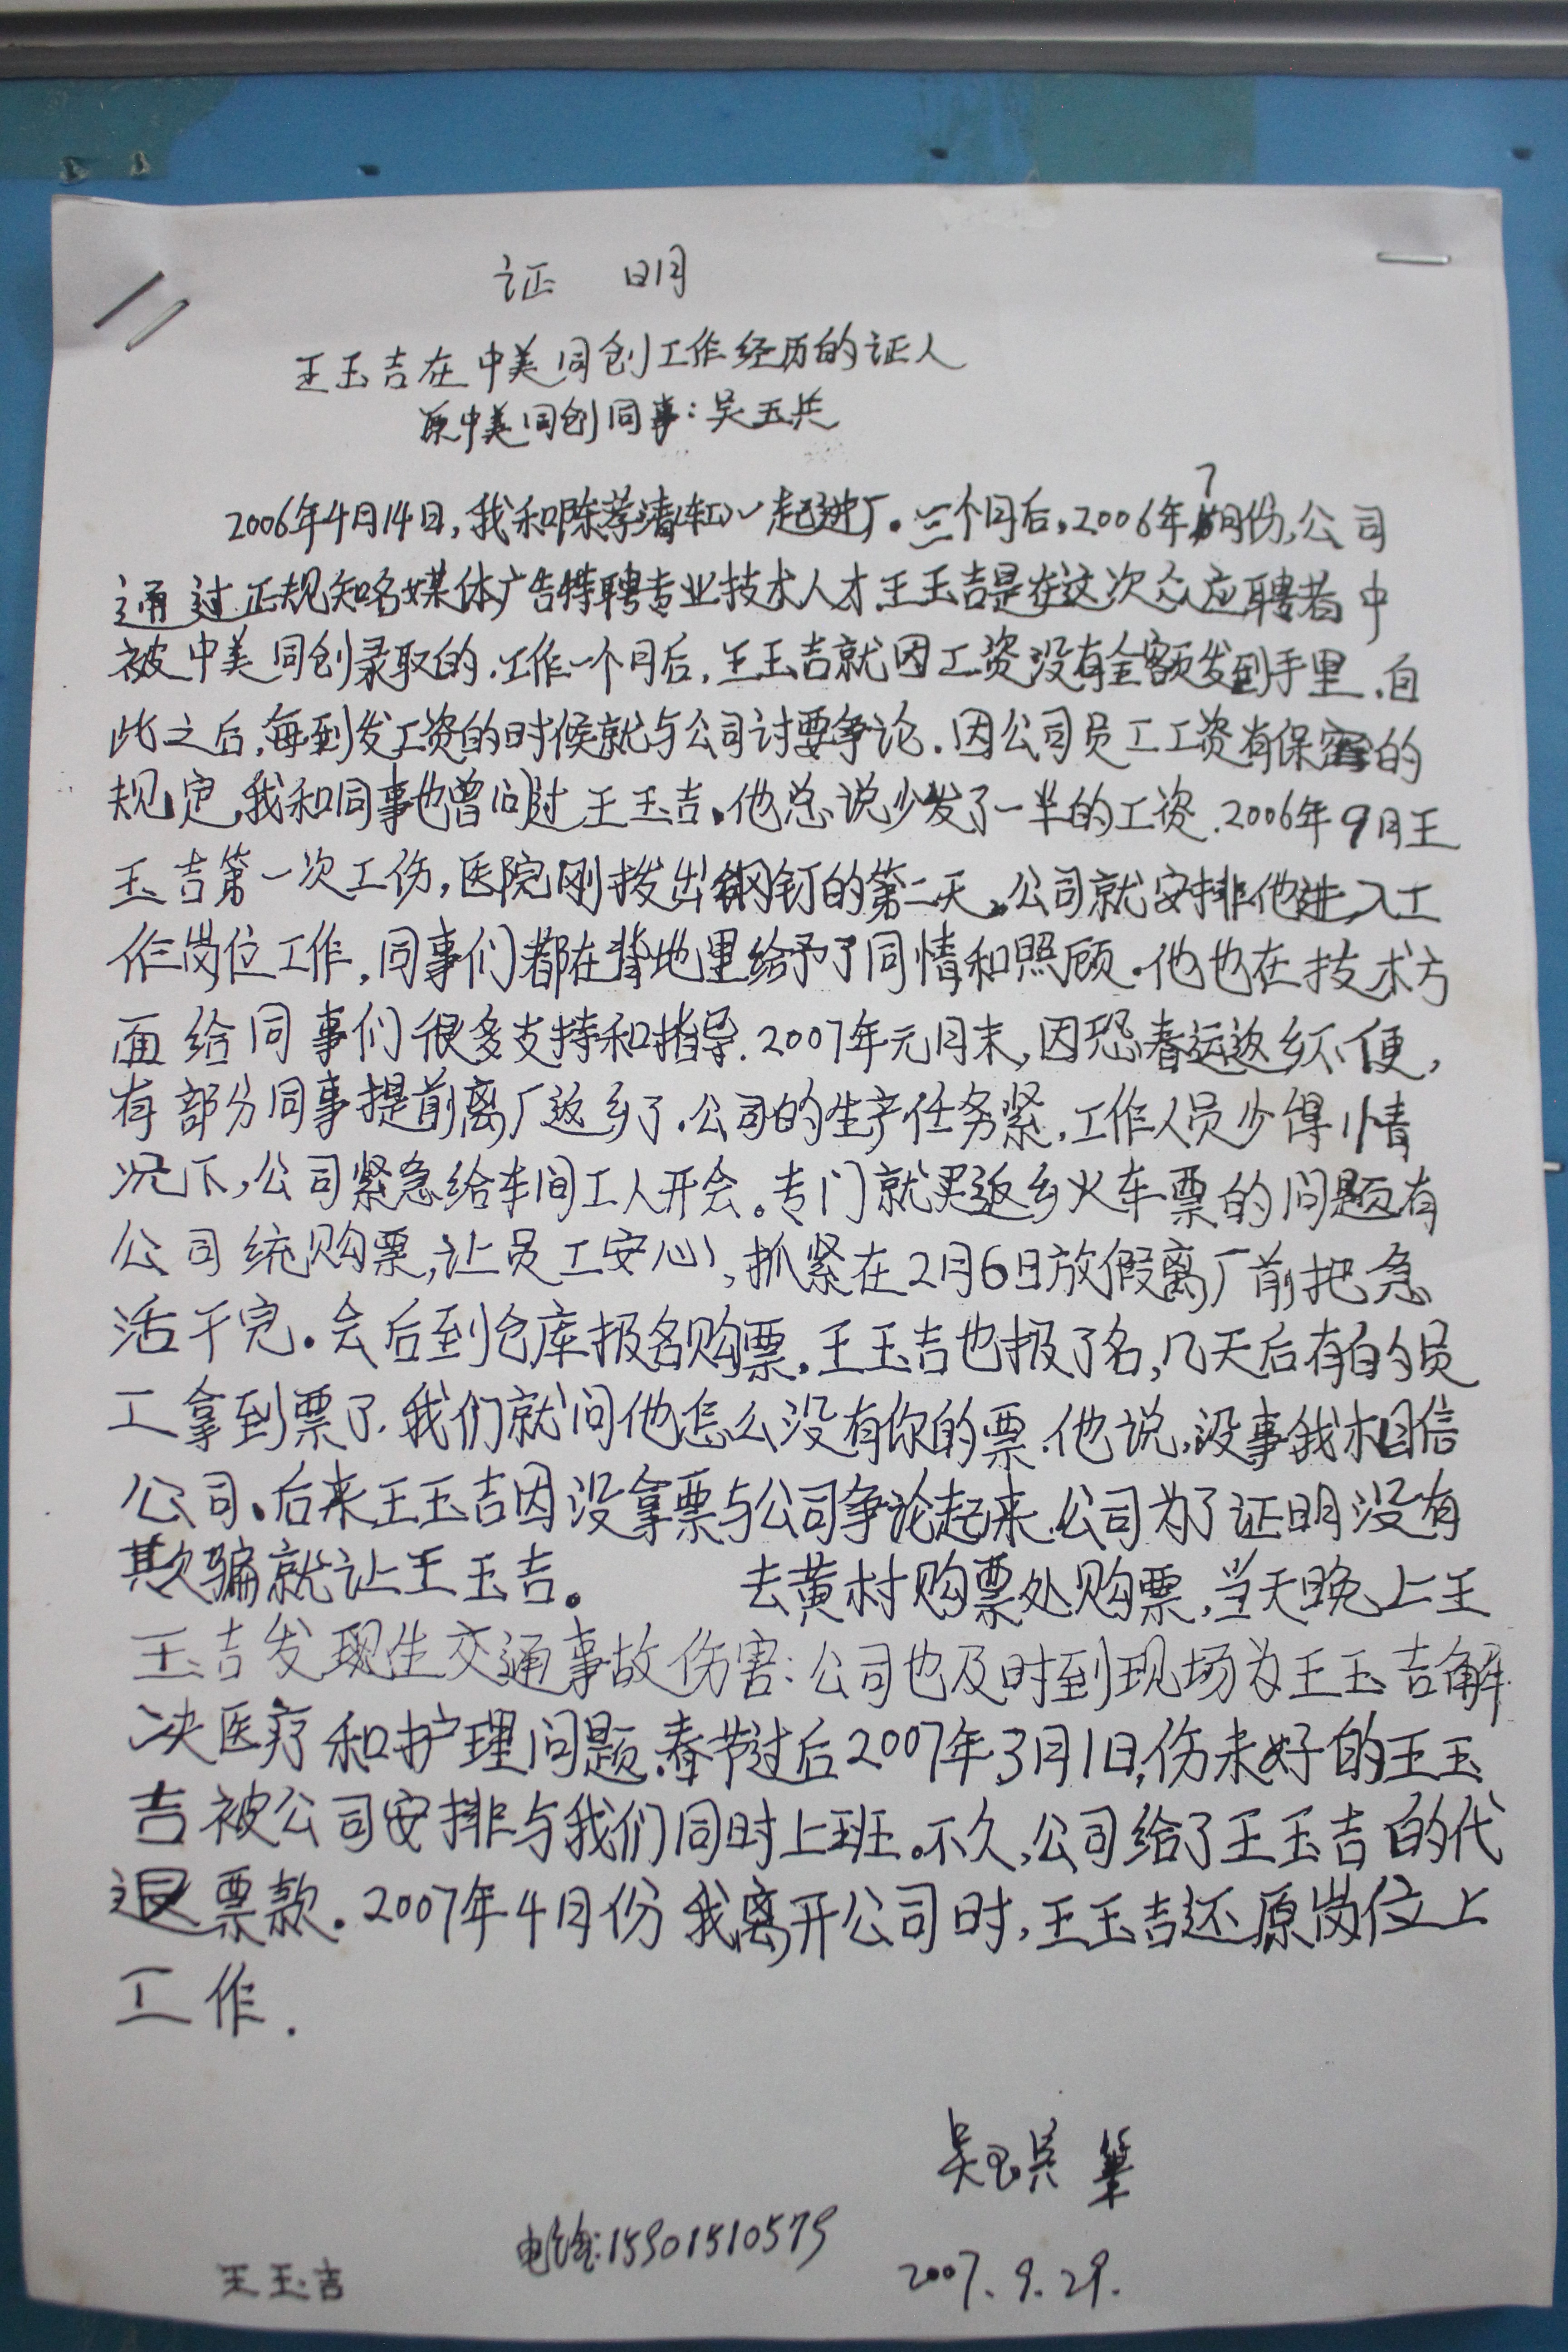 证 明
王玉吉在中美同创工作经历的证人
原中美同创同事:吴玉兵
2006年4月14日,我和陈孝清一起进厂。三个月后,2006年7月份,公司
通过正规知名媒体广告特聘专业技术人才.王玉吉是在这次众应聘者中
被中美同创录取的.工作一个月后,王玉吉就因工资没有全额发到手里.自
此之后,每到发工资的时候就与公司讨要争论.因公司员工工资有保密的
规定,我和同事也曾问过王玉吉。他总说少发了一半的工资.2006年9月王
玉吉第一次工伤,医院刚拨出钢钉的第二天,公司就安排他进入工
作岗位工作,同事们都在背地里给予了同情和照顾.他也在技术方
面给同事们很多支持和指导.2007年元月末,因恐春运返乡不便,
有部分同事提前离厂返乡了.公司的生产任务紧,工作人员少得情
况下,公司紧急给车间工人开会。专门就买返乡火车票的问题有
公司统购票,让员工安心,抓紧在2月6日放假离厂前把急
活干完。会后到仓库报名购票.王玉吉也报了名,几天后有的员
工拿到票了.我们就问他怎么没有你的票.他说,没事我相信
公司。后来王玉吉因没拿票与公司争论起来.公司为了证明没有
欺骗就让王玉吉。 去黄村购票处购票,当天晚上王
玉吉发现生交通事故伤害:公司也及时到现场为王玉吉解
决医疗和护理问题.春节过后2007年3月1日,伤未好的王玉
吉被公司安排与我们同时上班。不久,公司给了王玉吉的代
退票款.2007年4月份我离开公司时,王玉吉还原岗位上
工作.
吴玉兵 笔
电话:15901510579
2007.9.29.
王玉吉